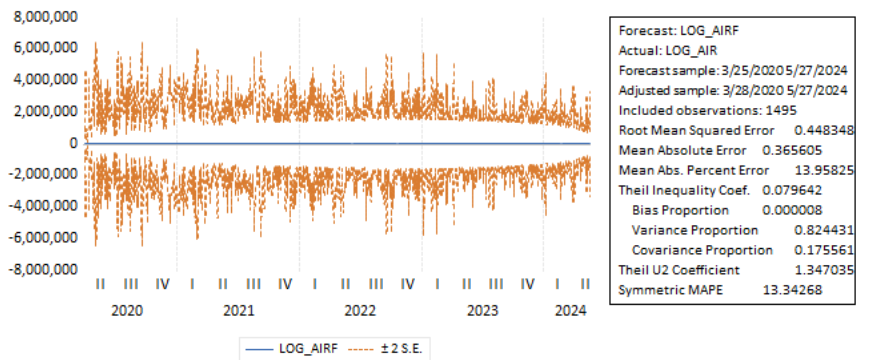 8,000,000
6,000,000
4,000,000
2,000,000
0
-2,000,000
-4,000,000
-6,000,000
-8,000,000
II III IV I II III IV I II III IV I II III IV I II
2020 2021 2022 2023 2024
LOG_AIRF ± 2 S.E.
Forecast: LOG_AIRF
Actual: LOG_AIR
Forecast sample: 3/25/2020 5/27/2024
Adjusted sample: 3/28/2020 5/27/2024
Included observations: 1495
Root Mean Squared Error 0.448348
Mean Absolute Error 0.365605
Mean Abs. Percent Error 13.95825
Theil Inequality Coef. 0.079642
Bias Proportion 0.000008
Variance Proportion 0.824431
Covariance Proportion 0.175561
Theil U2 Coefficient 1.347035
Symmetric MAPE 13.34268